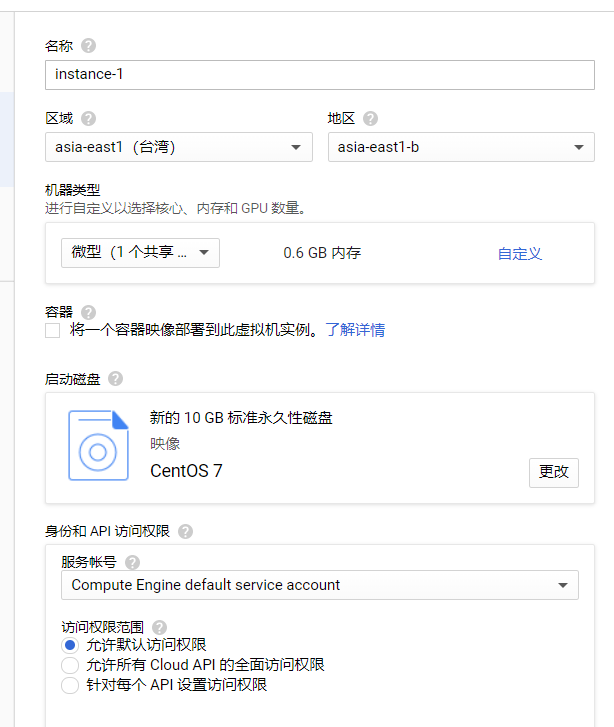 名称
instance-1
区域 地区
asia-east1（台湾） asia-east1-b
机器类型
进行自定义以选择核心、内存和 GPU 数量。
微型（1 个共享 ... 0.6 GB 内存 自定义
容器
将一个容器映像部署到此虚拟机实例。了解详情
启动磁盘
新的 10 GB 标准永久性磁盘
映像
CentOS 7
更改
身份和 API 访问权限
服务帐号
Compute Engine default service account
访问权限范围
允许默认访问权限
允许所有 Cloud API 的全面访问权限
针对每个 API 设置访问权限